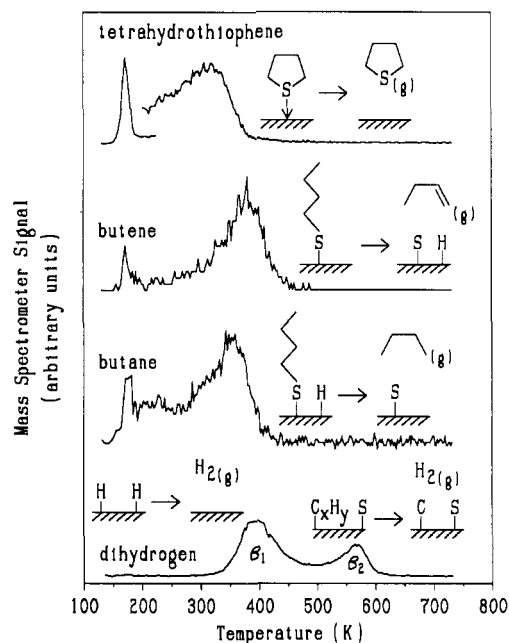 tetrahydrothiophene
S
S(g)
butene
(g)
S
S H
butane
(g)
S H
S
H H
H2(g)
H2(g)
CxHy S
C S
dihydrogen
β1
β2
100 200 300 400 500 600 700 800
Temperature (K)
Mass Spectrometer Signal
(arbitrary units)